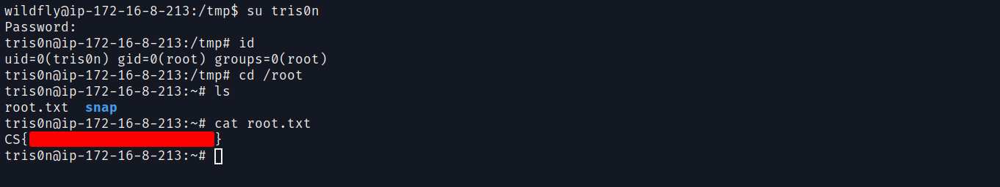 wildfly@ip-172-16-8-213:/tmp$ su tris0n
Password:
tris0n@ip-172-16-8-213:/tmp# id
uid=0(tris0n) gid=0(root) groups=0(root)
tris0n@ip-172-16-8-213:/tmp# cd /root
tris0n@ip-172-16-8-213:~# ls
root.txt  snap
tris0n@ip-172-16-8-213:~# cat root.txt
CS{}
tris0n@ip-172-16-8-213:~#